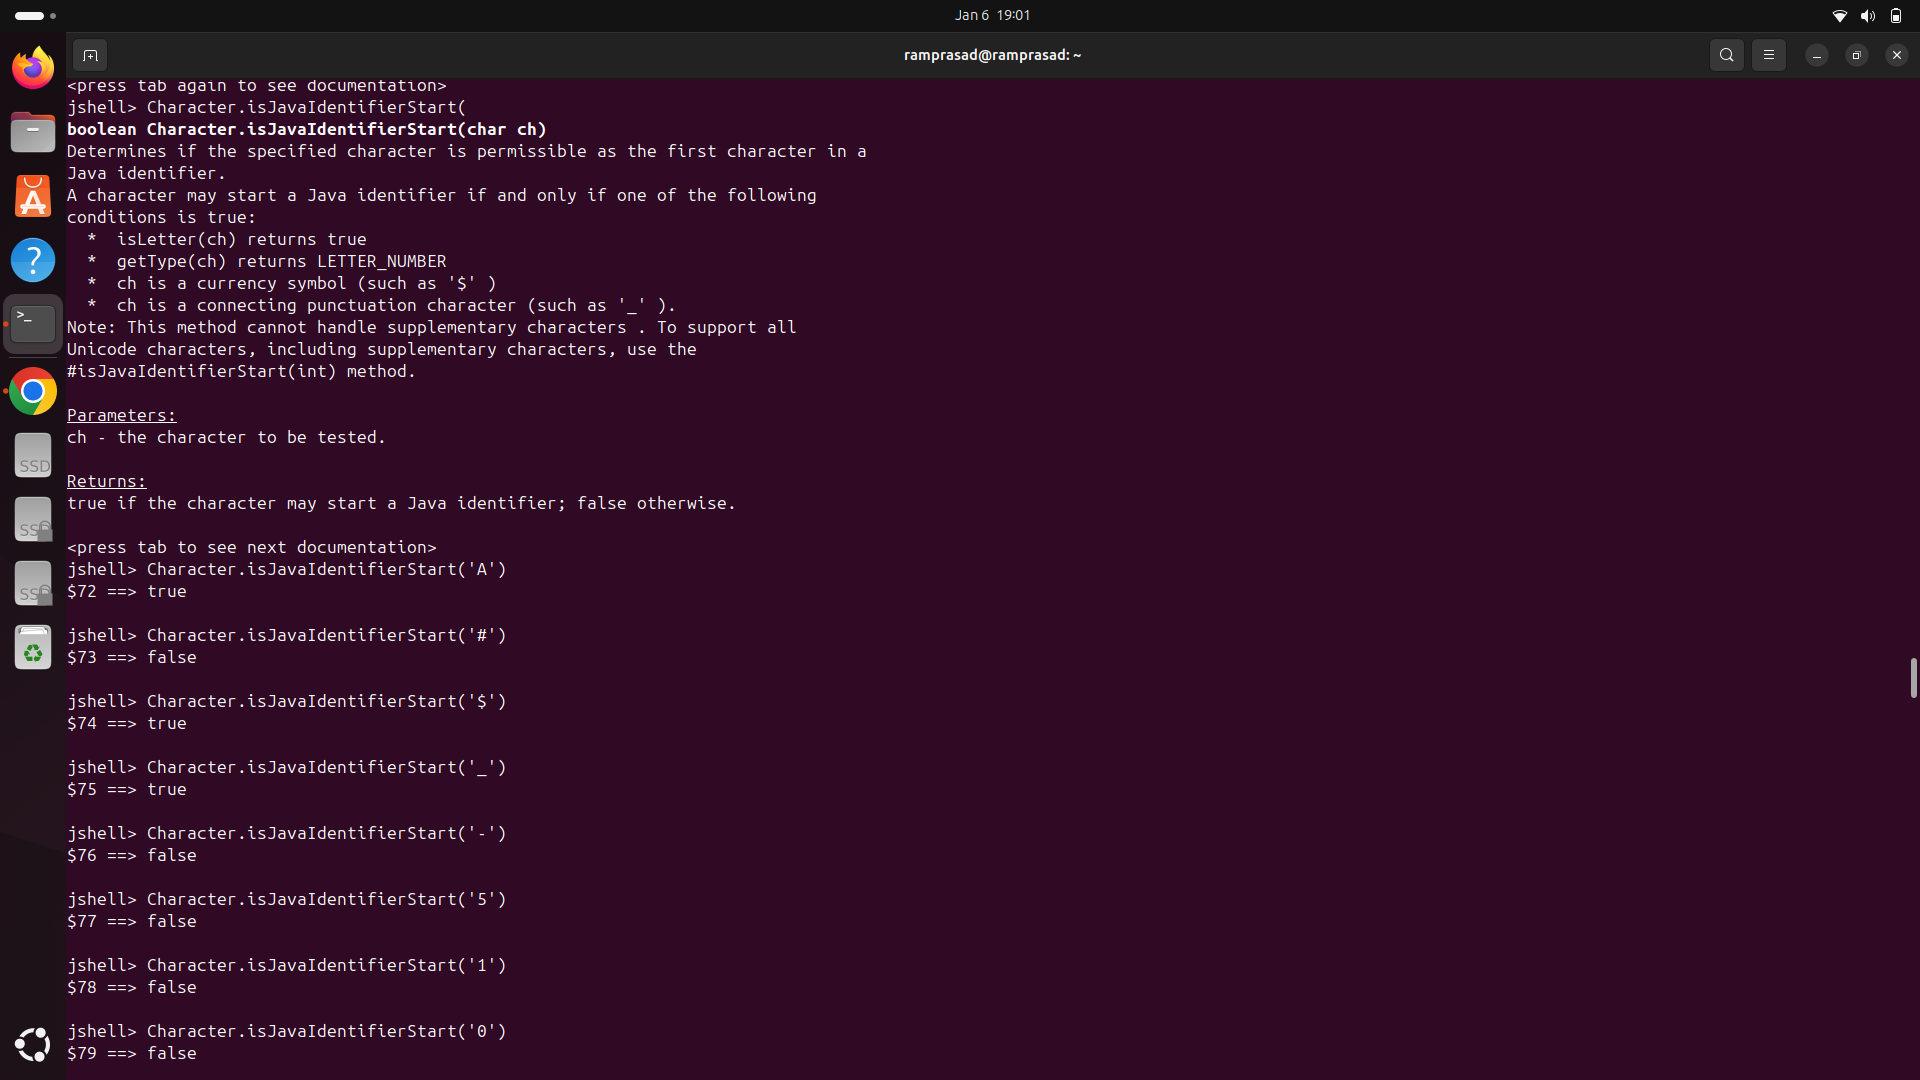 Jan 6 19:01
ramprasad@ramprasad: ~
<press tab again to see documentation>
jshell> Character.isJavaIdentifierStart(
boolean Character.isJavaIdentifierStart(char ch)
Determines if the specified character is permissible as the first character in a
Java identifier.
A character may start a Java identifier if and only if one of the following
conditions is true:
  *  isLetter(ch) returns true
  *  getType(ch) returns LETTER_NUMBER
  *  ch is a currency symbol (such as '$' )
  *  ch is a connecting punctuation character (such as '_' ).
Note: This method cannot handle supplementary characters . To support all
Unicode characters, including supplementary characters, use the
#isJavaIdentifierStart(int) method.
Parameters:
ch - the character to be tested.
Returns:
true if the character may start a Java identifier; false otherwise.
<press tab to see next documentation>
jshell> Character.isJavaIdentifierStart('A')
$72 ==> true
jshell> Character.isJavaIdentifierStart('#')
$73 ==> false
jshell> Character.isJavaIdentifierStart('$')
$74 ==> true
jshell> Character.isJavaIdentifierStart('_')
$75 ==> true
jshell> Character.isJavaIdentifierStart('-')
$76 ==> false
jshell> Character.isJavaIdentifierStart('5')
$77 ==> false
jshell> Character.isJavaIdentifierStart('1')
$78 ==> false
jshell> Character.isJavaIdentifierStart('0')
$79 ==> false
SSD